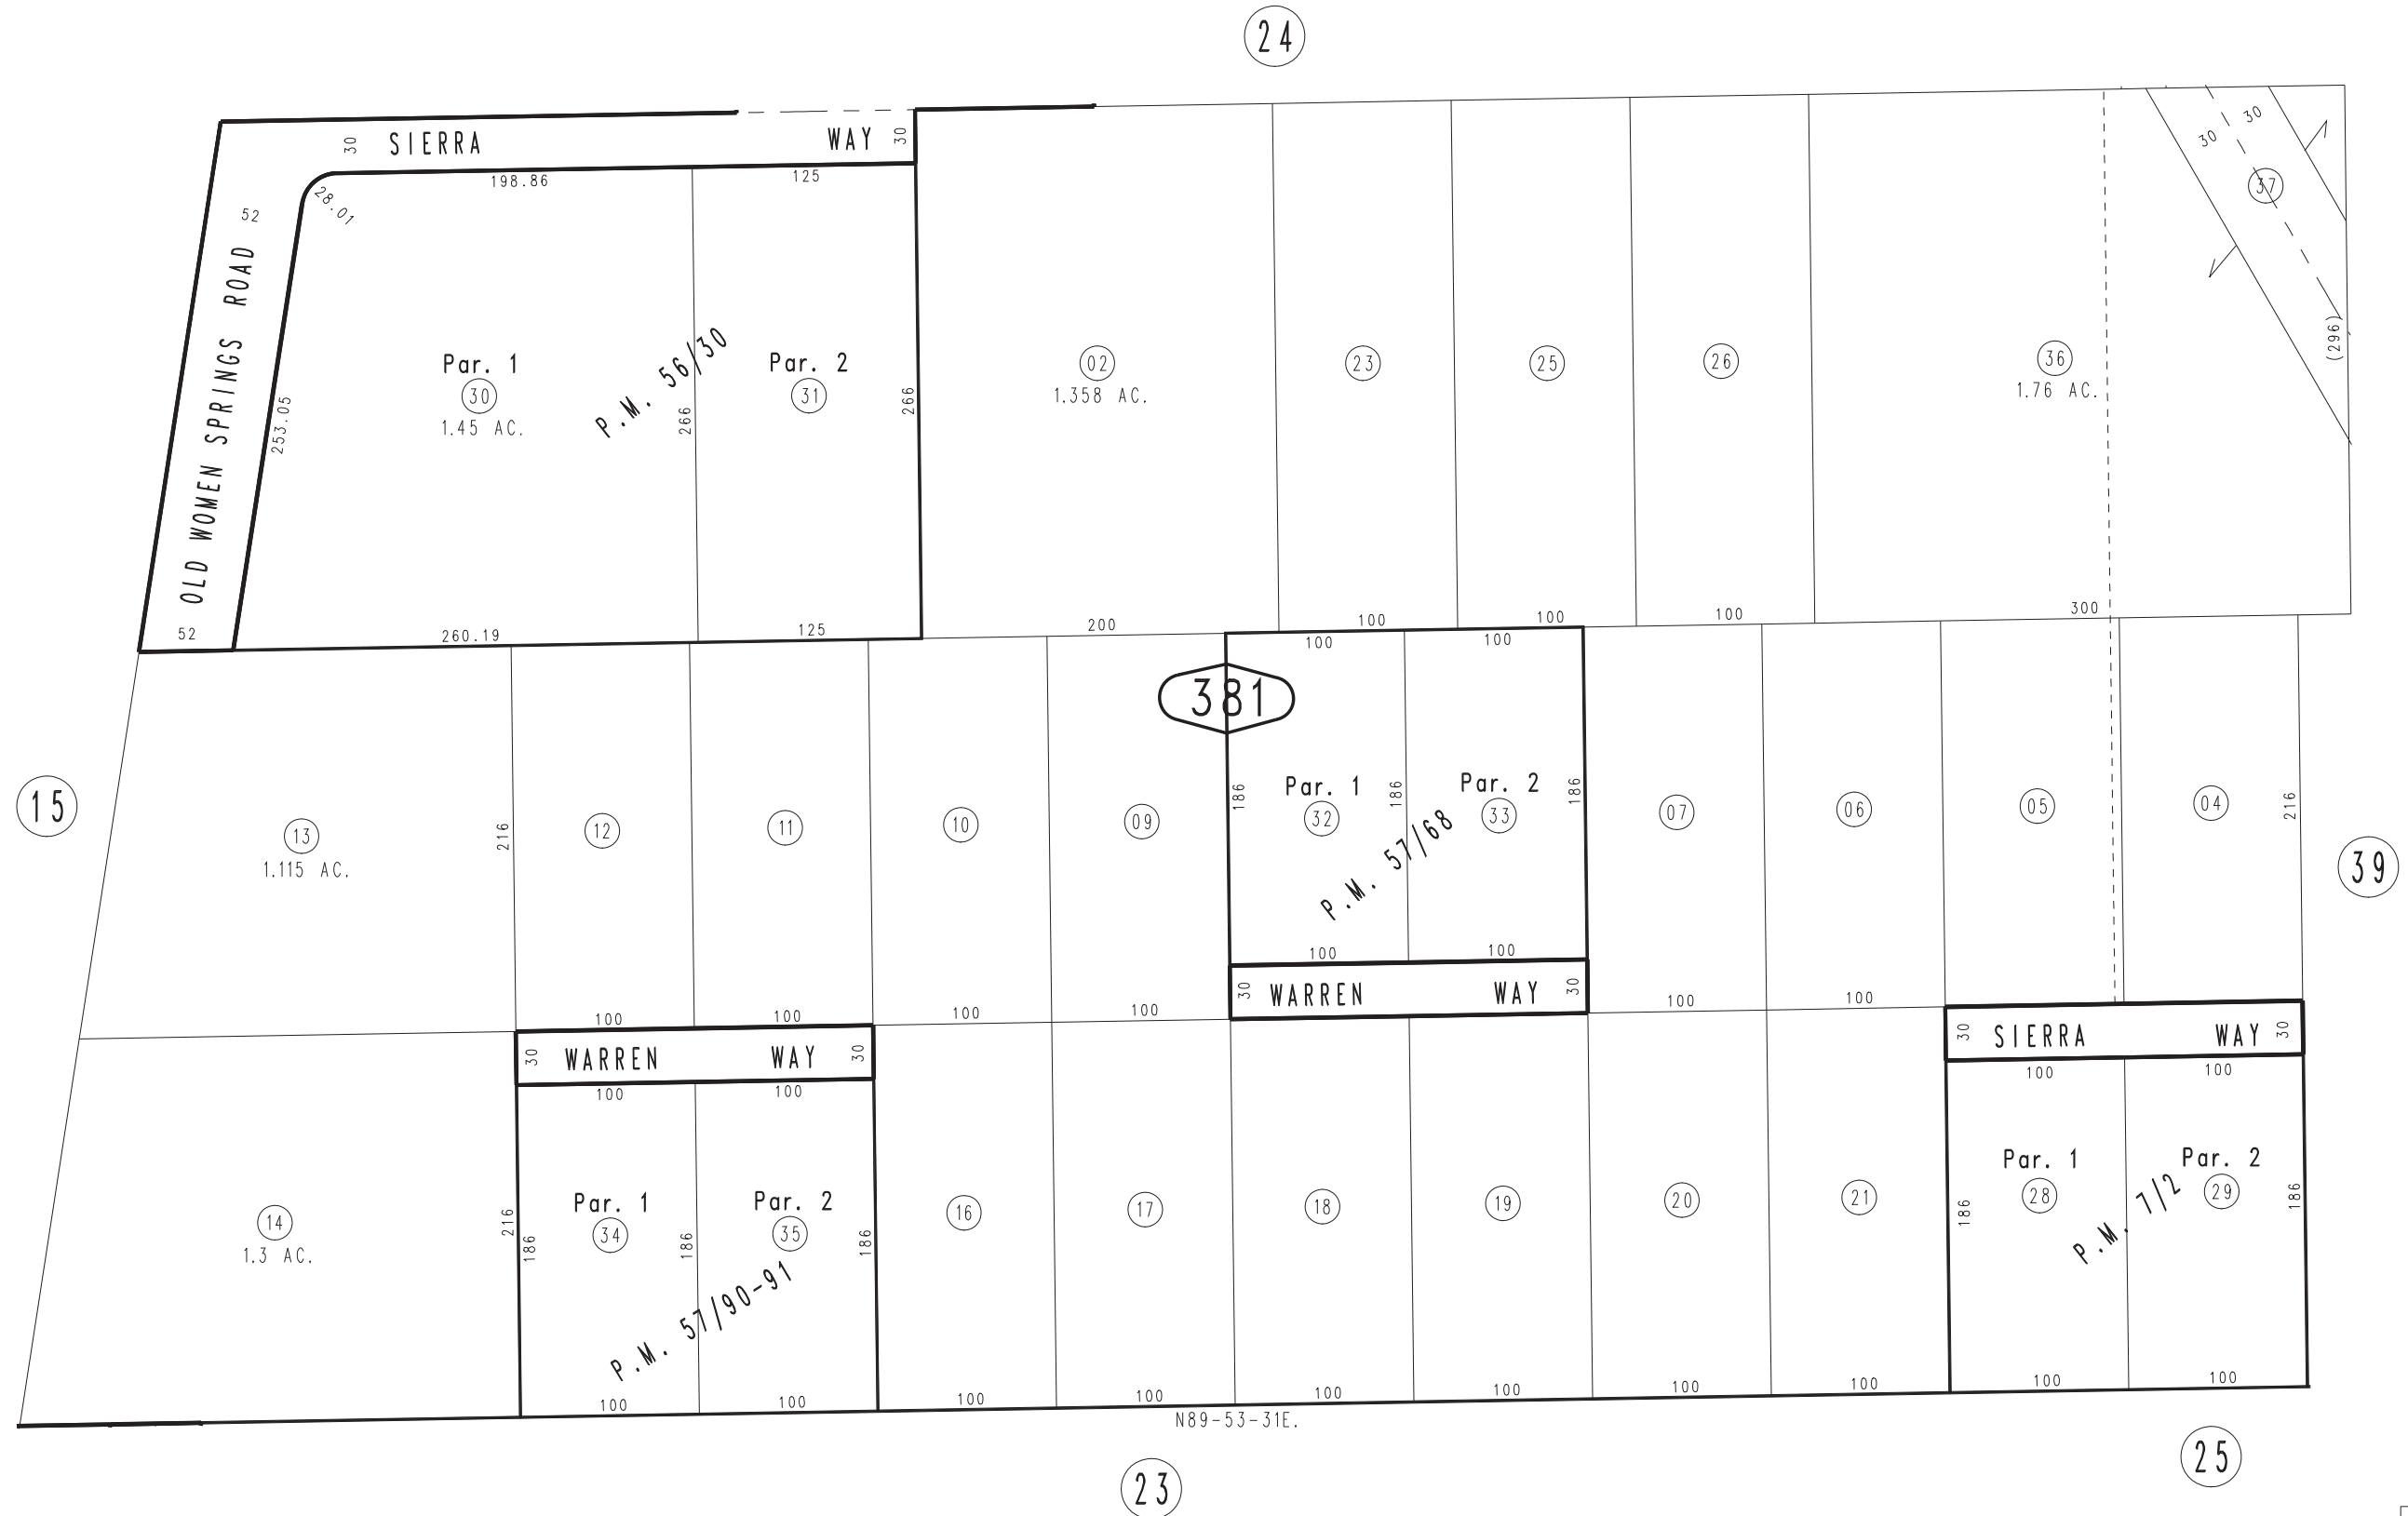 24
30 SIERRA WAY 30
198.86 125
28.01
52
30 30
37
OLD WOMEN SPRINGS ROAD
253.05
Par. 1
30
1.45 AC.
P.M. 56/30
266
Par. 2
31
266
02
1.358 AC.
23
25
26
36
1.76 AC.
(296)
52
260.19
125
200
100
100
100
300
100
100
381
15
13
1.115 AC.
216
12
11
10
09
186
Par. 1
32
186
Par. 2
33
186
P.M. 57/68
07
06
05
04
216
39
100 100
30 WARREN WAY 30
100 100 100 100
100 100
30 WARREN WAY 30
100 100
30 SIERRA WAY 30
100 100
14
1.3 AC.
216
186
Par. 1
34
186
Par. 2
35
186
P.M. 57/90-91
16
17
18
19
20
21
186
Par. 1
28
Par. 2
29
186
P.M. 7/2
100 100 100 100 100 100 100 100 100 100
N89-53-31E.
23
25